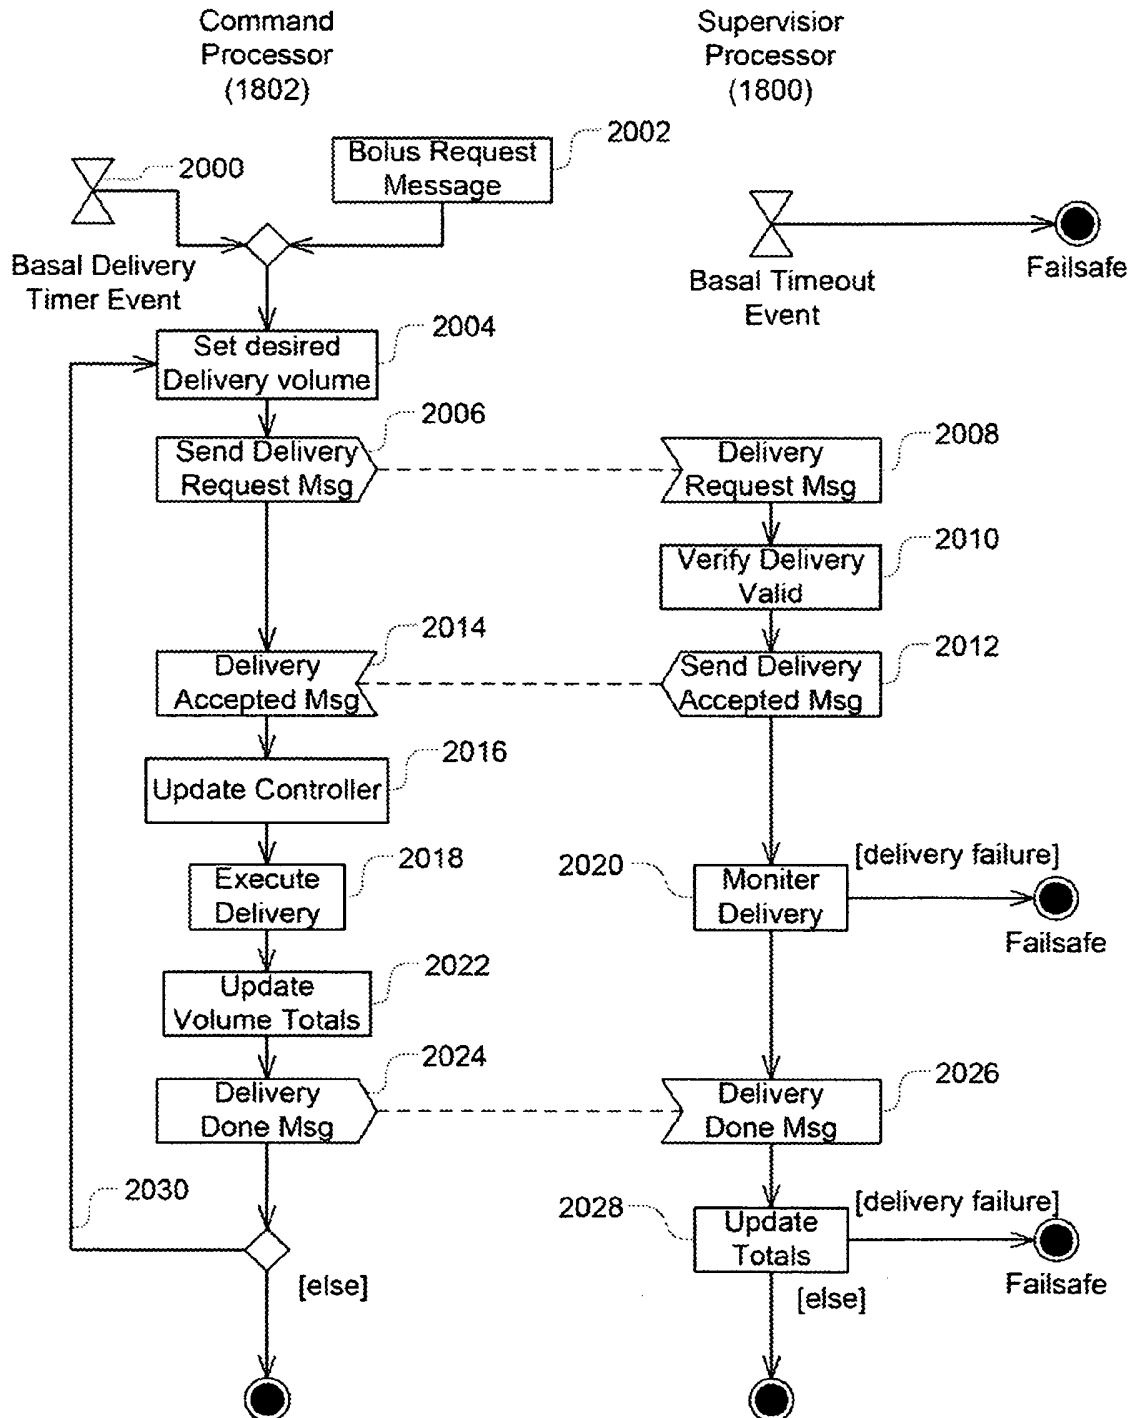 Command
Processor
(1802)
Supervisior
Processor
(1800)
2002
Bolus Request
Message
2000
Basal Delivery
Timer Event
Basal Timeout
Event
Failsafe
2004
Set desired
Delivery volume
2006
Send Delivery
Request Msg
2008
Delivery
Request Msg
2010
Verify Delivery
Valid
2014
Delivery
Accepted Msg
2012
Send Delivery
Accepted Msg
2016
Update Controller
2018
Execute
Delivery
2020
Moniter
Delivery
[delivery failure]
Failsafe
2022
Update
Volume Totals
2024
Delivery
Done Msg
2026
Delivery
Done Msg
2030
[else]
2028
Update
Totals
[delivery failure]
Failsafe
[else]